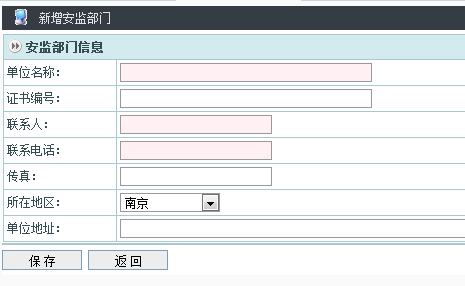 新增安监部门
安监部门信息
单位名称：
证书编号：
联系人：
联系电话：
传真：
所在地区： 南京
单位地址：
保 存 返 回